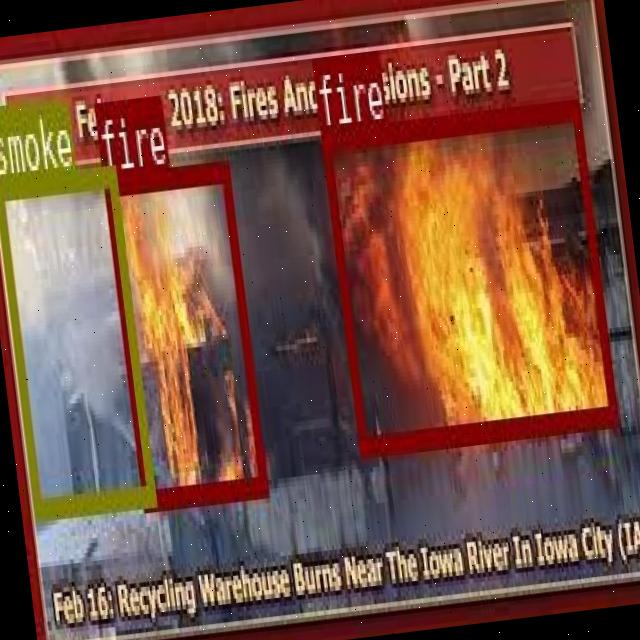 2018: Fires And
- Part 2
smoke
fire
fire
Feb 16: Recycling Warehouse Burns Near The Iowa River In Iowa City (IA